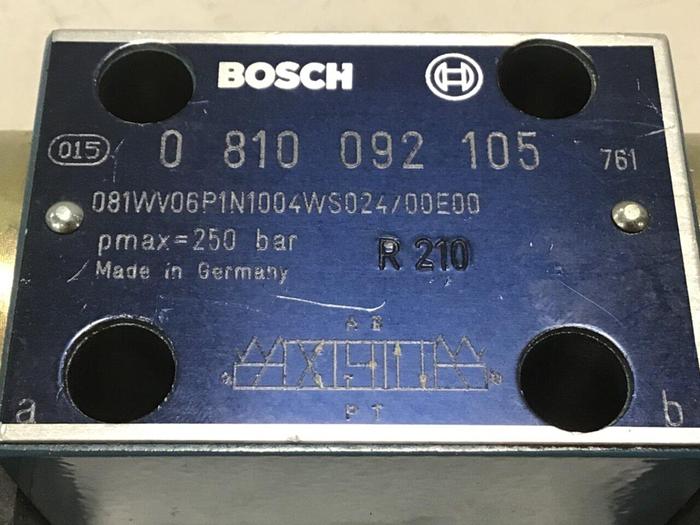 BOSCH
015 0 810 092 105 761
081WV06P1N1004WS024/00E00
pmax=250 bar R 210
Made in Germany
A B
a b
P T